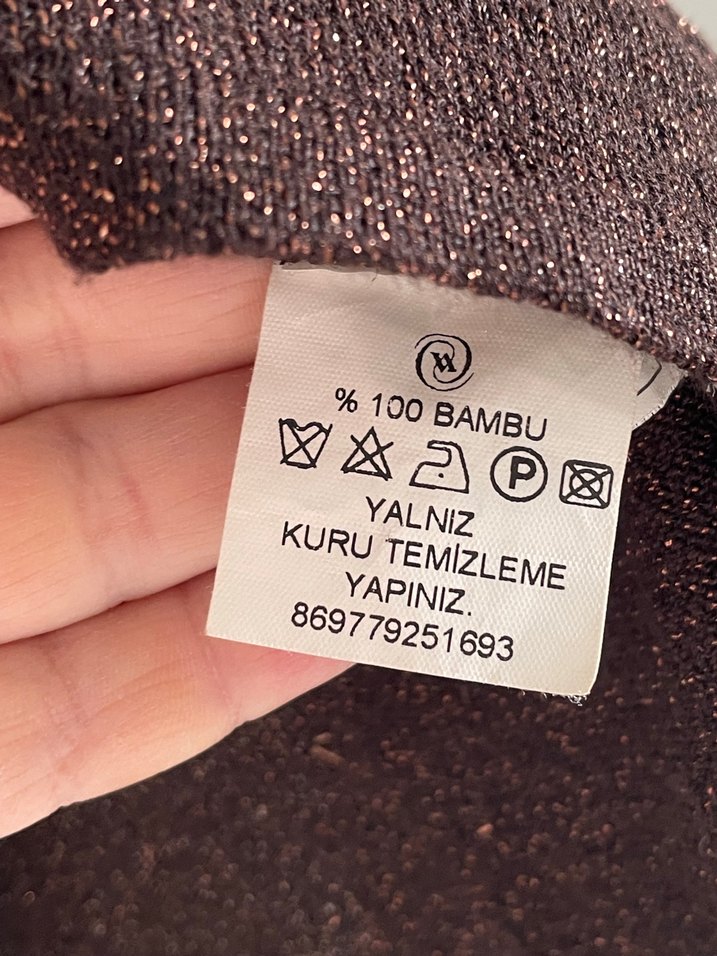 % 100 BAMBU
P
YALNIZ
KURU TEMİZLEME
YAPINIZ.
869779251693